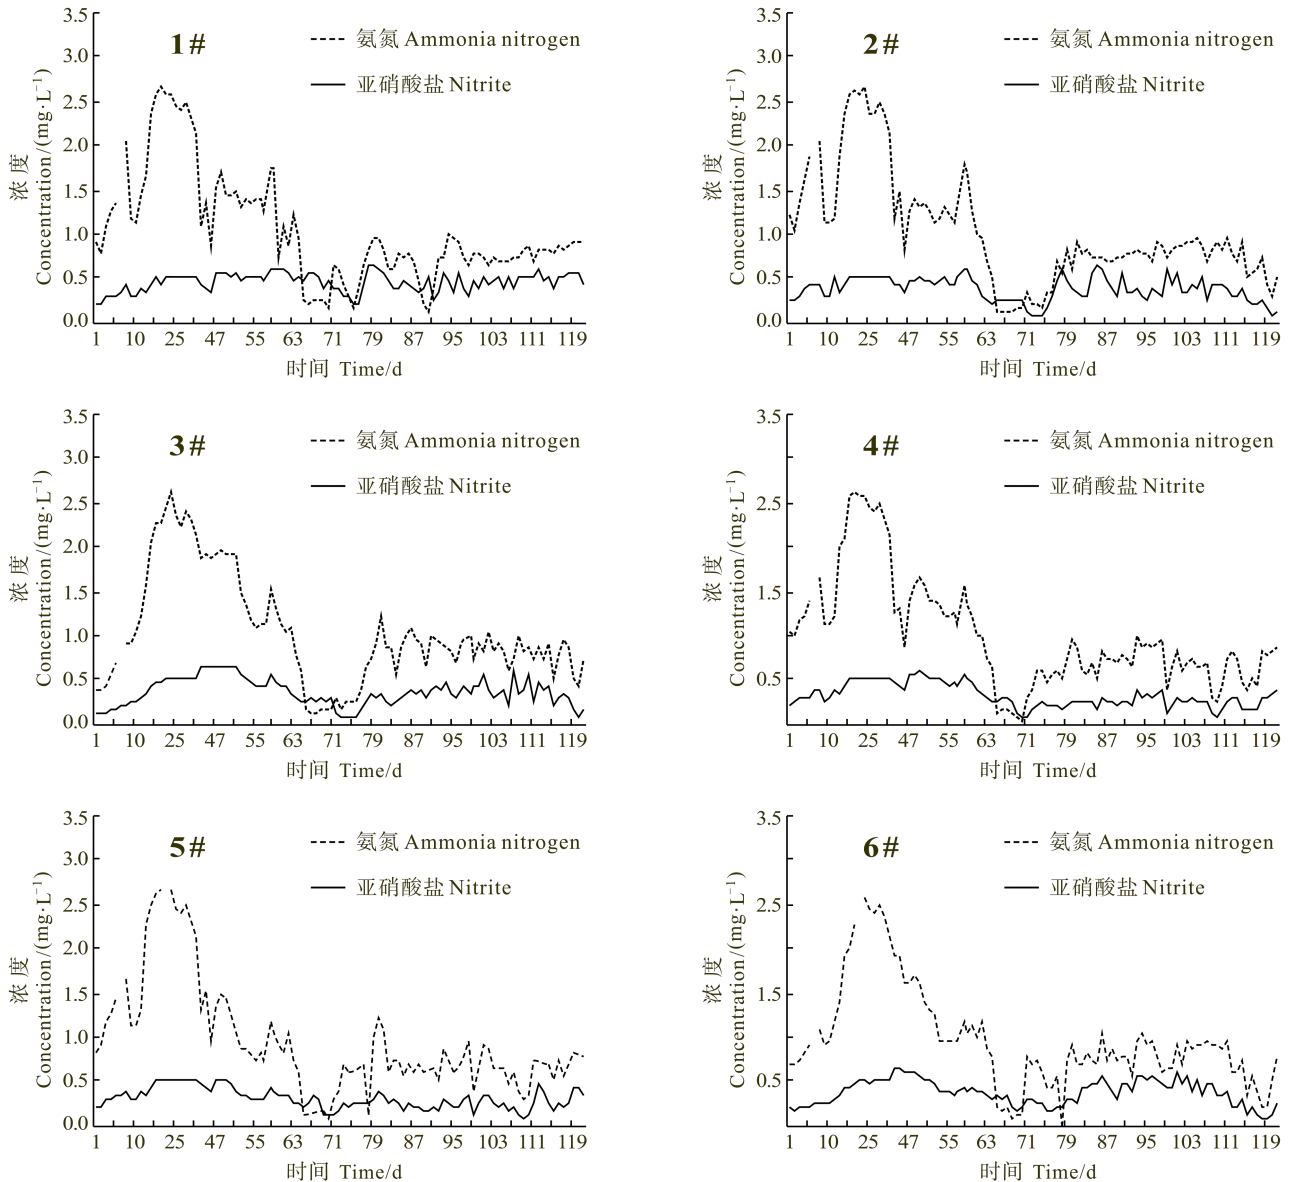 1#
氨氮 Ammonia nitrogen
亚硝酸盐 Nitrite
浓度
Concentration/(mg·L⁻¹)
3.5
3.0
2.5
2.0
1.5
1.0
0.5
0.0
1 10 25 47 55 63 71 79 87 95 103 111 119
时间 Time/d
2#
氨氮 Ammonia nitrogen
亚硝酸盐 Nitrite
浓度
Concentration/(mg·L⁻¹)
3.5
3.0
2.5
2.0
1.5
1.0
0.5
0.0
1 10 25 47 55 63 71 79 87 95 103 111 119
时间 Time/d
3#
氨氮 Ammonia nitrogen
亚硝酸盐 Nitrite
浓度
Concentration/(mg·L⁻¹)
3.5
3.0
2.5
2.0
1.5
1.0
0.5
0.0
1 10 25 47 55 63 71 79 87 95 103 111 119
时间 Time/d
4#
氨氮 Ammonia nitrogen
亚硝酸盐 Nitrite
浓度
Concentration/(mg·L⁻¹)
3.5
2.5
1.5
0.5
1 10 25 47 55 63 71 79 87 95 103 111 119
时间 Time/d
5#
氨氮 Ammonia nitrogen
亚硝酸盐 Nitrite
浓度
Concentration/(mg·L⁻¹)
3.5
3.0
2.5
2.0
1.5
1.0
0.5
0.0
1 10 25 47 55 63 71 79 87 95 103 111 119
时间 Time/d
6#
氨氮 Ammonia nitrogen
亚硝酸盐 Nitrite
浓度
Concentration/(mg·L⁻¹)
3.5
2.5
1.5
0.5
1 10 25 47 55 63 71 79 87 95 103 111 119
时间 Time/d